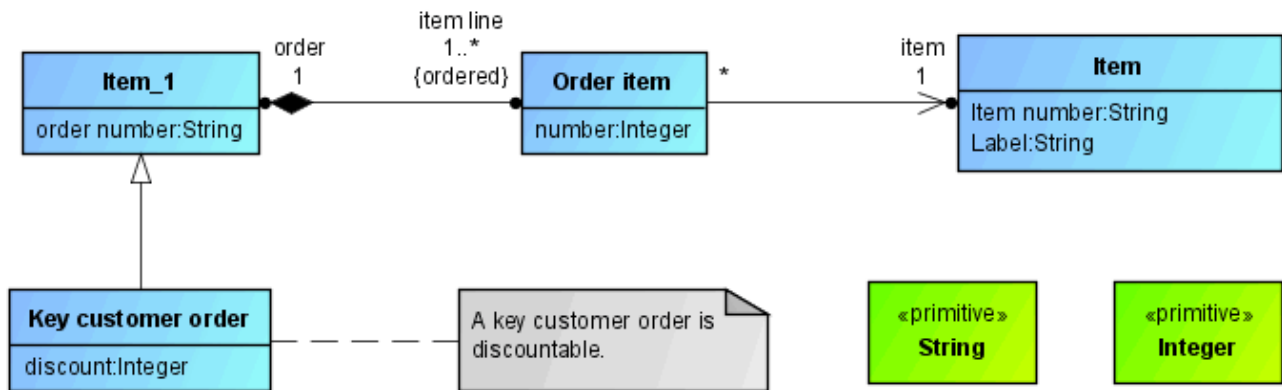 Item_1
order number:String
order
1
item line
1..*
{ordered}
Order item
number:Integer
*
item
1
Item
Item number:String
Label:String
Key customer order
discount:Integer
A key customer order is
discountable.
«primitive»
String
«primitive»
Integer